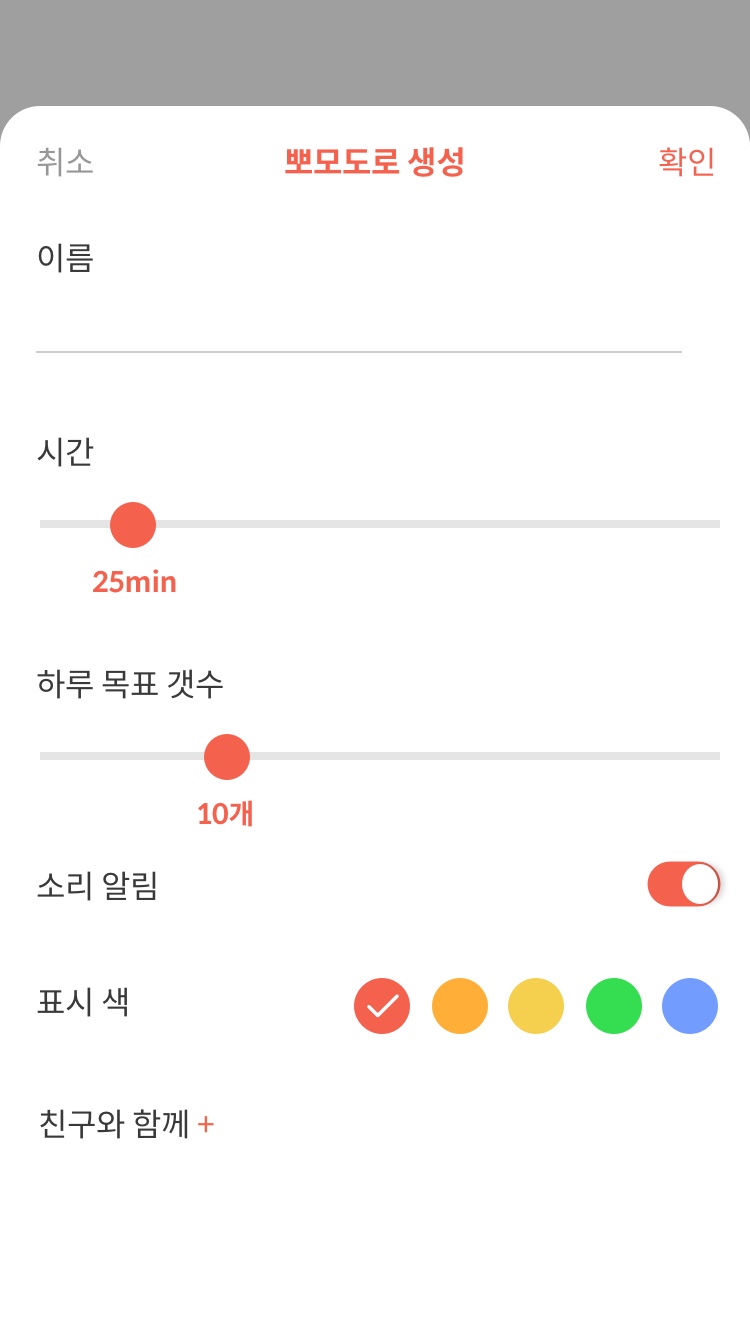 취소 뽀모도로 생성 확인
이름
시간
25min
하루 목표 갯수
10개
소리 알림
표시 색
친구와 함께 +